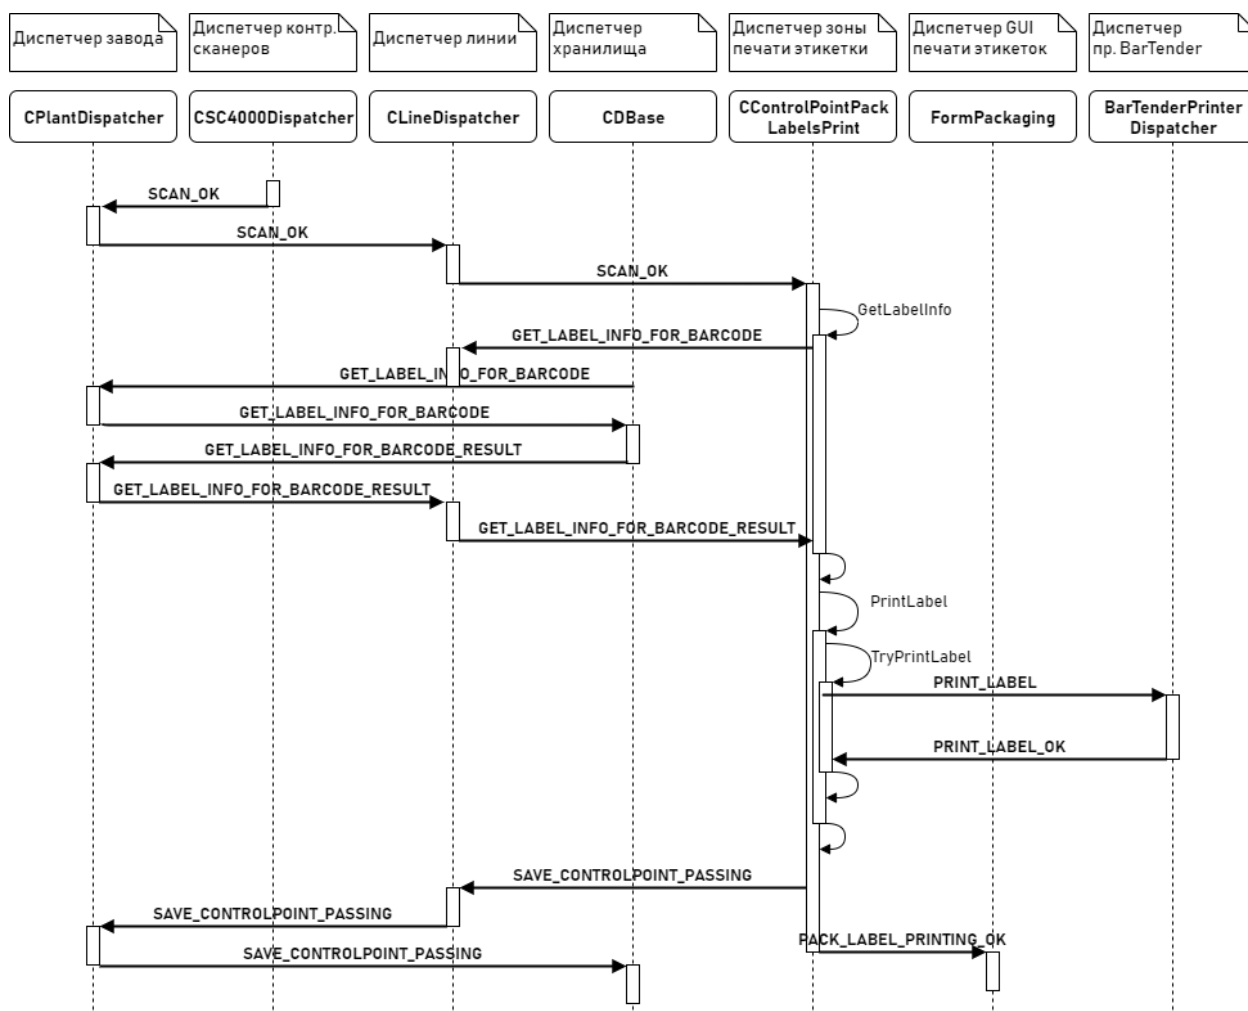 Диспетчер завода
Диспетчер контр.
сканеров
Диспетчер линии
Диспетчер
хранилища
Диспетчер зоны
печати этикетки
Диспетчер GUI
печати этикеток
Диспетчер
пр. BarTender
CPlantDispatcher
CSC4000Dispatcher
CLineDispatcher
CDBase
CControlPointPack
LabelsPrint
FormPackaging
BarTenderPrinter
Dispatcher
SCAN_OK
SCAN_OK
SCAN_OK
GetLabelInfo
GET_LABEL_INFO_FOR_BARCODE
GET_LABEL_INFO_FOR_BARCODE
GET_LABEL_INFO_FOR_BARCODE
GET_LABEL_INFO_FOR_BARCODE_RESULT
GET_LABEL_INFO_FOR_BARCODE_RESULT
GET_LABEL_INFO_FOR_BARCODE_RESULT
PrintLabel
TryPrintLabel
PRINT_LABEL
PRINT_LABEL_OK
SAVE_CONTROLPOINT_PASSING
SAVE_CONTROLPOINT_PASSING
PACK_LABEL_PRINTING_OK
SAVE_CONTROLPOINT_PASSING